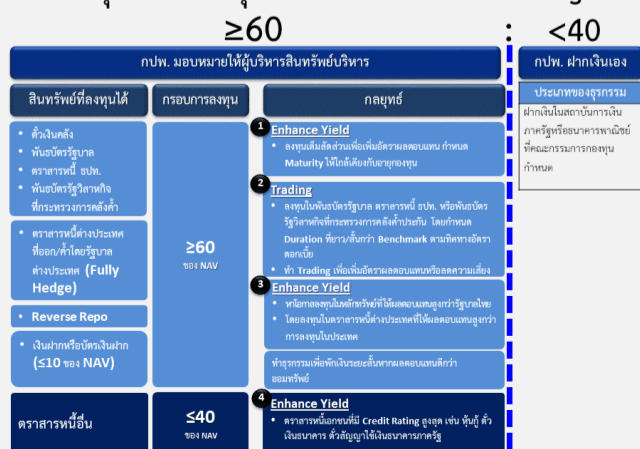 ≥60 : <40
กปพ. มอบหมายให้ผู้บริหารสินทรัพย์บริหาร
กปพ. ฝากเงินเอง
สินทรัพย์ที่ลงทุนได้
กรอบการลงทุน
กลยุทธ์
ประเภทของธุรกรรม
ฝากเงินในสถาบันการเงิน
ภาครัฐหรือธนาคารพาณิชย์
ที่คณะกรรมการกองทุน
กำหนด
• ตั๋วเงินคลัง
• พันธบัตรรัฐบาล
• ตราสารหนี้ ธปท.
• พันธบัตรรัฐวิสาหกิจ
ที่กระทรวงการคลังค้ำ
• ตราสารหนี้ต่างประเทศ
ที่ออก/ค้ำโดยรัฐบาล
ต่างประเทศ (Fully
Hedge)
• Reverse Repo
• เงินฝากหรือบัตรเงินฝาก
(≤10 ของ NAV)
≥60
ของ NAV
1 Enhance Yield
• ลงทุนเต็มสัดส่วนเพื่อเพิ่มอัตราผลตอบแทน กำหนด
Maturity ให้ใกล้เคียงกับอายุกองทุน
2 Trading
• ลงทุนในพันธบัตรรัฐบาล ตราสารหนี้ ธปท. หรือพันธบัตร
รัฐวิสาหกิจที่กระทรวงการคลังค้ำประกัน โดยกำหนด
Duration ที่ยาว/สั้นกว่า Benchmark ตามทิศทางอัตรา
ดอกเบี้ย
• ทำ Trading เพื่อเพิ่มอัตราผลตอบแทนหรือลดความเสี่ยง
3 Enhance Yield
• หาโอกาสลงทุนในหลักทรัพย์ที่ให้ผลตอบแทนสูงกว่ารัฐบาลไทย
• โดยลงทุนในตราสารหนี้ต่างประเทศที่ให้ผลตอบแทนสูงกว่า
การลงทุนในประเทศ
ทำธุรกรรมเพื่อพักเงินระยะสั้นหากผลตอบแทนดีกว่า
ออมทรัพย์
ตราสารหนี้อื่น
≤40
ของ NAV
4 Enhance Yield
• ตราสารหนี้เอกชนที่มี Credit Rating สูงสุด เช่น หุ้นกู้ ตั๋ว
เงินธนาคาร ตั๋วสัญญาใช้เงินธนาคารภาครัฐ